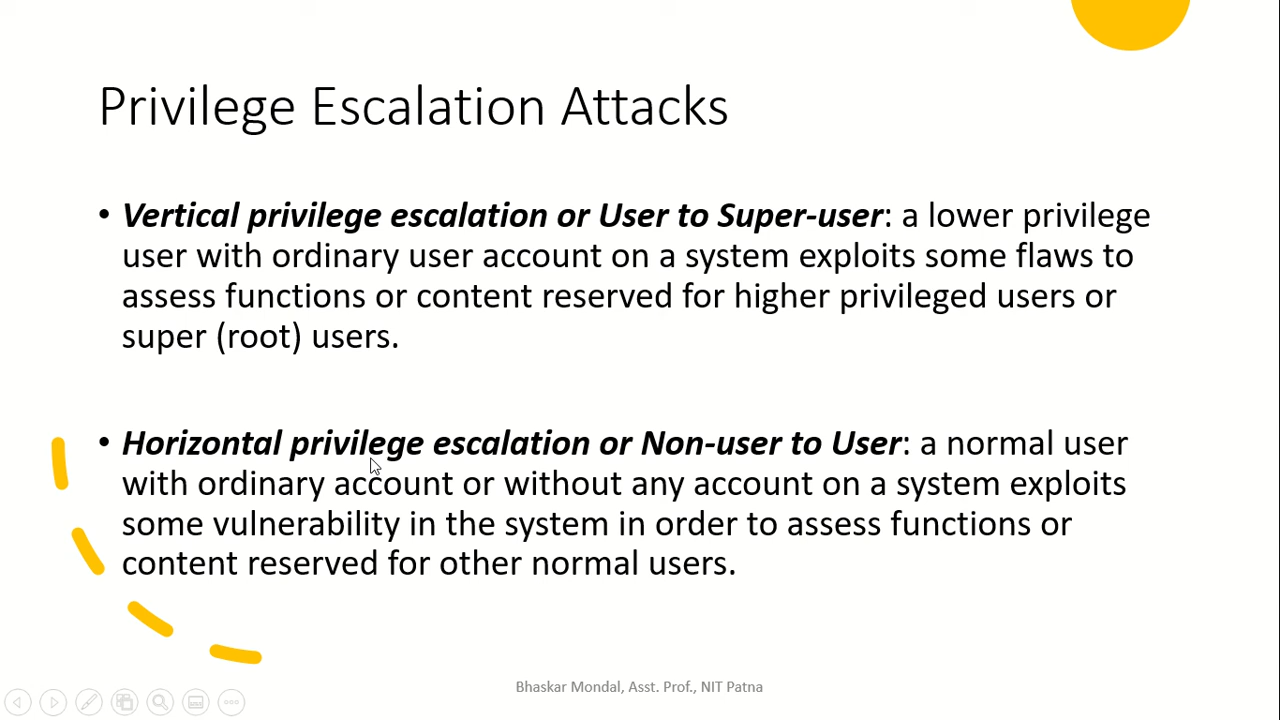 Privilege Escalation Attacks
• Vertical privilege escalation or User to Super-user: a lower privilege
user with ordinary user account on a system exploits some flaws to
assess functions or content reserved for higher privileged users or
super (root) users.
• Horizontal privilege escalation or Non-user to User: a normal user
with ordinary account or without any account on a system exploits
some vulnerability in the system in order to assess functions or
content reserved for other normal users.
Bhaskar Mondal, Asst. Prof., NIT Patna